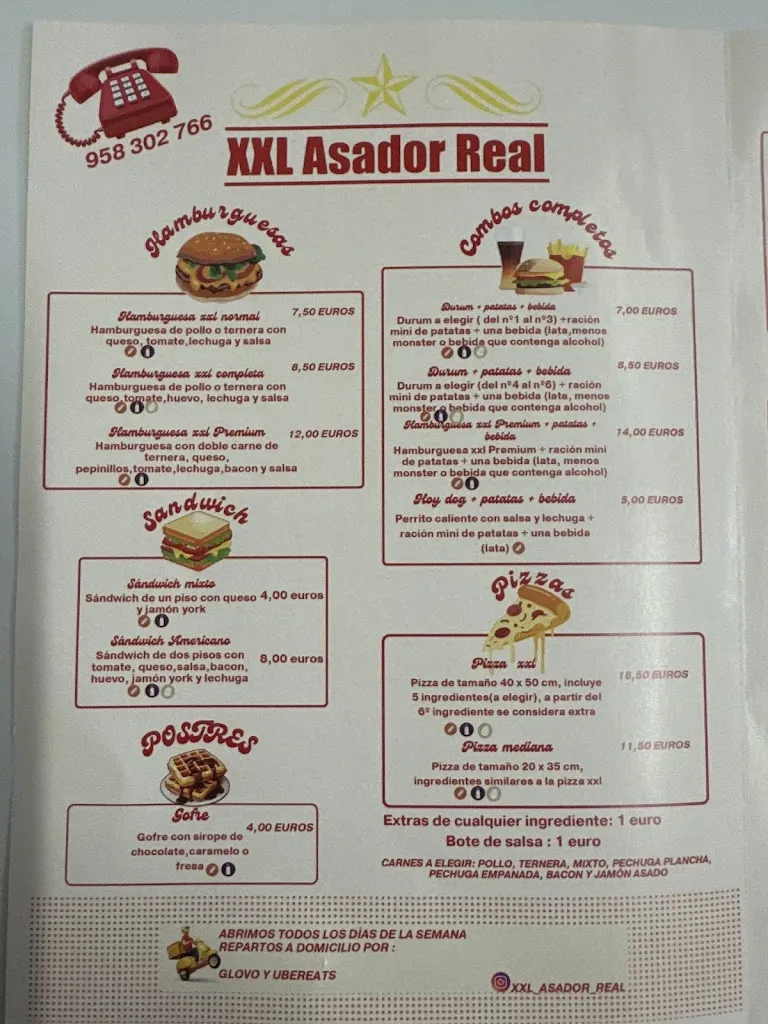 958 302 766
XXL Asador Real
Hamburguesas
Hamburguesa xxl normal 7,50 EUROS
Hamburguesa de pollo o ternera con
queso, tomate,lechuga y salsa
Hamburguesa xxl completa 8,50 EUROS
Hamburguesa de pollo o ternera con
queso,tomate,huevo, lechuga y salsa
Hamburguesa xxl Premium 12,00 EUROS
Hamburguesa con doble carne de
ternera, queso,
pepinillos,tomate,lechuga,bacon y salsa
Sandwich
Sándwich mixto
Sándwich de un piso con queso 4,00 euros
y jamón york
Sándwich Americano
Sándwich de dos pisos con 8,00 euros
tomate, queso,salsa,bacon,
huevo, jamón york y lechuga
POSTRES
Gofre
4,00 EUROS
Gofre con sirope de
chocolate,caramelo o
fresa
Combos completos
Durum + patatas + bebida 7,00 EUROS
Durum a elegir ( del nº1 al nº3) +ración
mini de patatas + una bebida (lata,menos
monster o bebida que contenga alcohol)
Durum + patatas + bebida 8,50 EUROS
Durum a elegir (del nº4 al nº6) + ración
mini de patatas + una bebida (lata, menos
monster o bebida que contenga alcohol)
Hamburguesa xxl Premium + patatas +
bebida 14,00 EUROS
Hamburguesa xxl Premium + ración mini
de patatas + una bebida (lata, menos
monster o bebida que contenga alcohol)
Hoy dog + patatas + bebida 5,00 EUROS
Perrito caliente con salsa y lechuga +
ración mini de patatas + una bebida
(lata)
Pizzas
Pizza xxl 18,50 EUROS
Pizza de tamaño 40 x 50 cm, incluye
5 ingredientes(a elegir), a partir del
6º ingrediente se considera extra
Pizza mediana 11,50 EUROS
Pizza de tamaño 20 x 35 cm,
ingredientes similares a la pizza xxl
Extras de cualquier ingrediente: 1 euro
Bote de salsa : 1 euro
CARNES A ELEGIR: POLLO, TERNERA, MIXTO, PECHUGA PLANCHA,
PECHUGA EMPANADA, BACON Y JAMÓN ASADO
ABRIMOS TODOS LOS DÍAS DE LA SEMANA
REPARTOS A DOMICILIO POR :
GLOVO Y UBEREATS
XXL_ASADOR_REAL